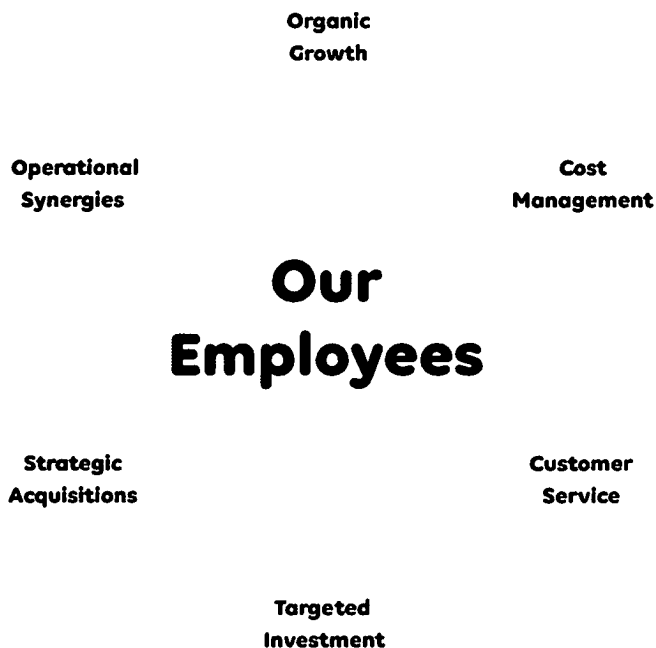 Organic
Growth
Operational
Synergies
Cost
Management
Our
Employees
Strategic
Acquisitions
Customer
Service
Targeted
Investment